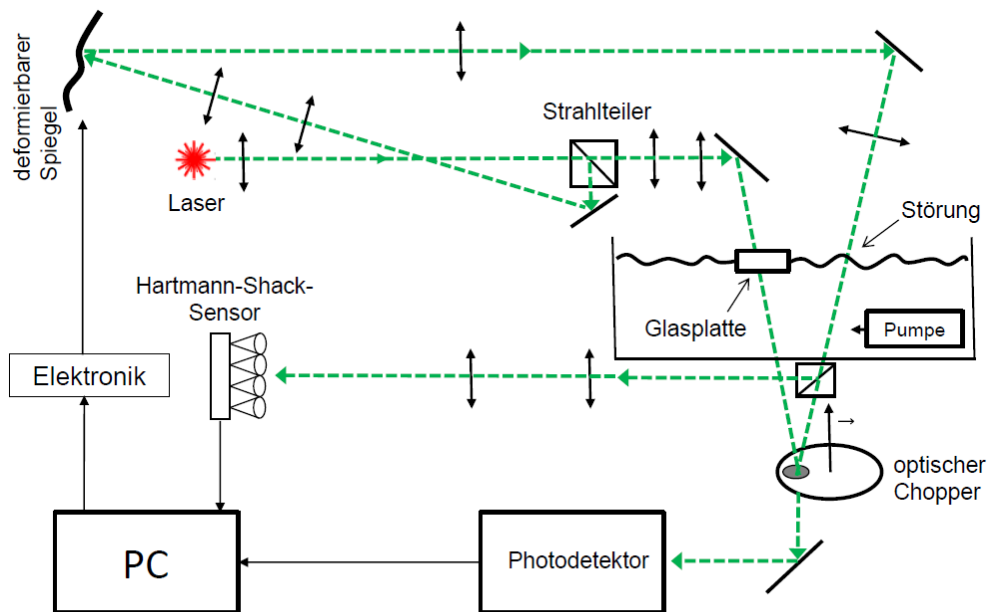 deformierbarer
Spiegel
Strahlteiler
Laser
Störung
Hartmann-Shack-
Sensor
Glasplatte
Pumpe
Elektronik
→
optischer
Chopper
PC
Photodetektor